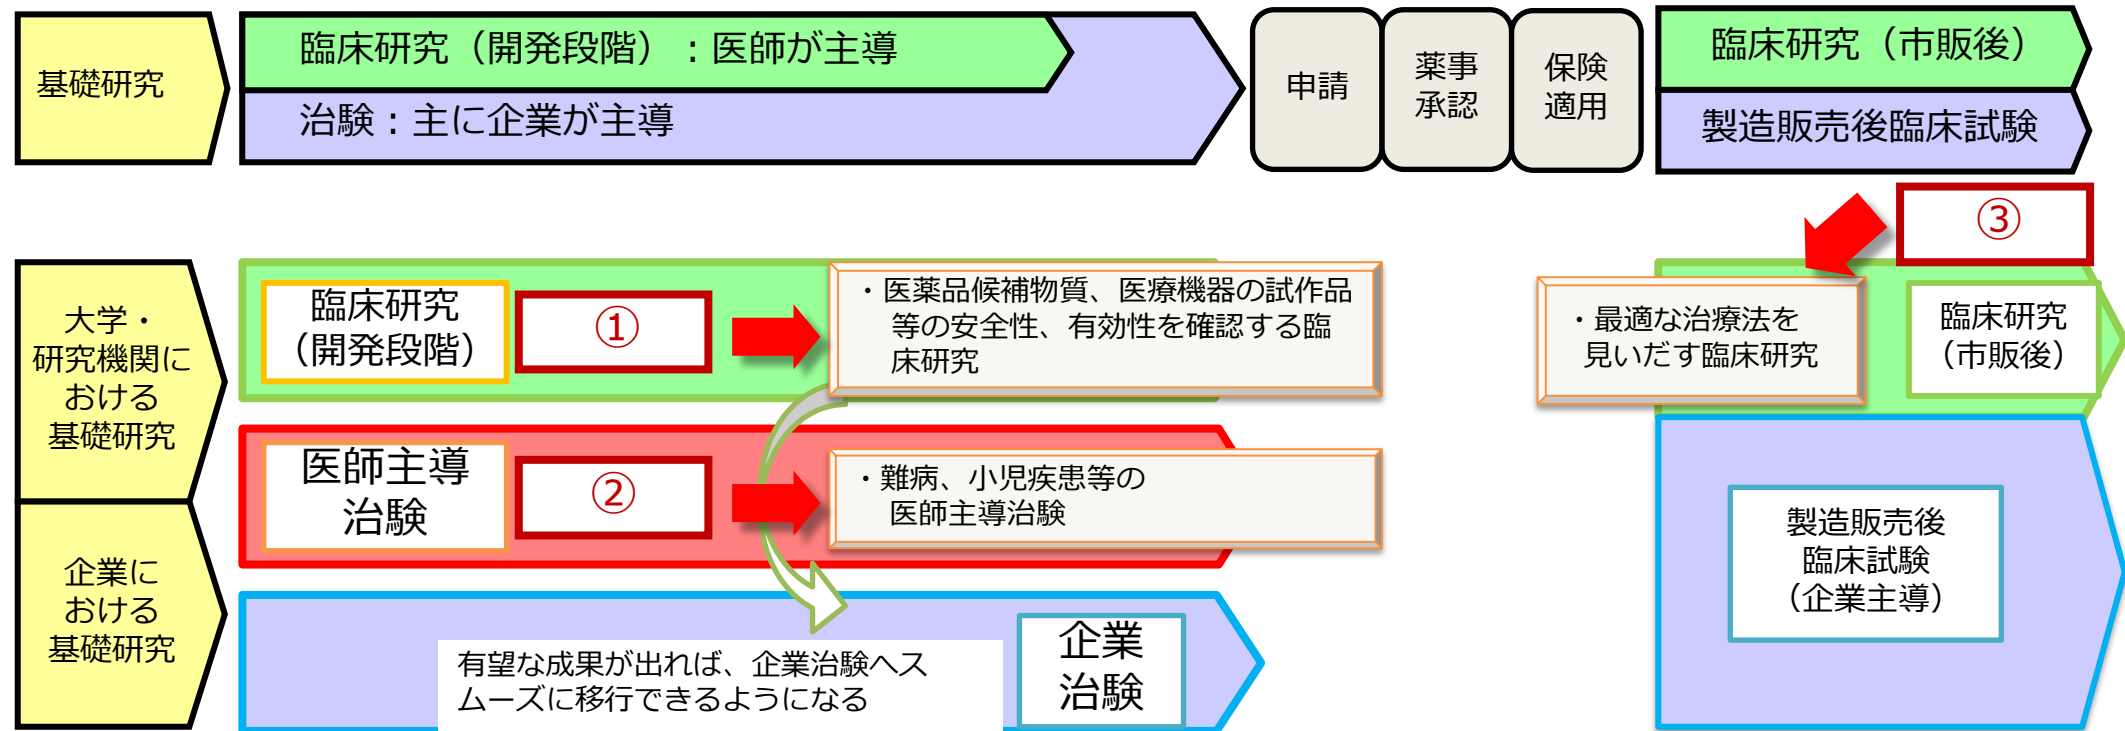 基礎研究
臨床研究（開発段階）：医師が主導
治験：主に企業が主導
申請
薬事
承認
保険
適用
臨床研究（市販後）
製造販売後臨床試験
③
大学・
研究機関に
おける
基礎研究
臨床研究
（開発段階）
①
・医薬品候補物質、医療機器の試作品
等の安全性、有効性を確認する臨
床研究
・最適な治療法を
見いだす臨床研究
臨床研究
（市販後）
医師主導
治験
②
・難病、小児疾患等の
医師主導治験
企業に
おける
基礎研究
有望な成果が出れば、企業治験へス
ムーズに移行できるようになる
企業
治験
製造販売後
臨床試験
（企業主導）